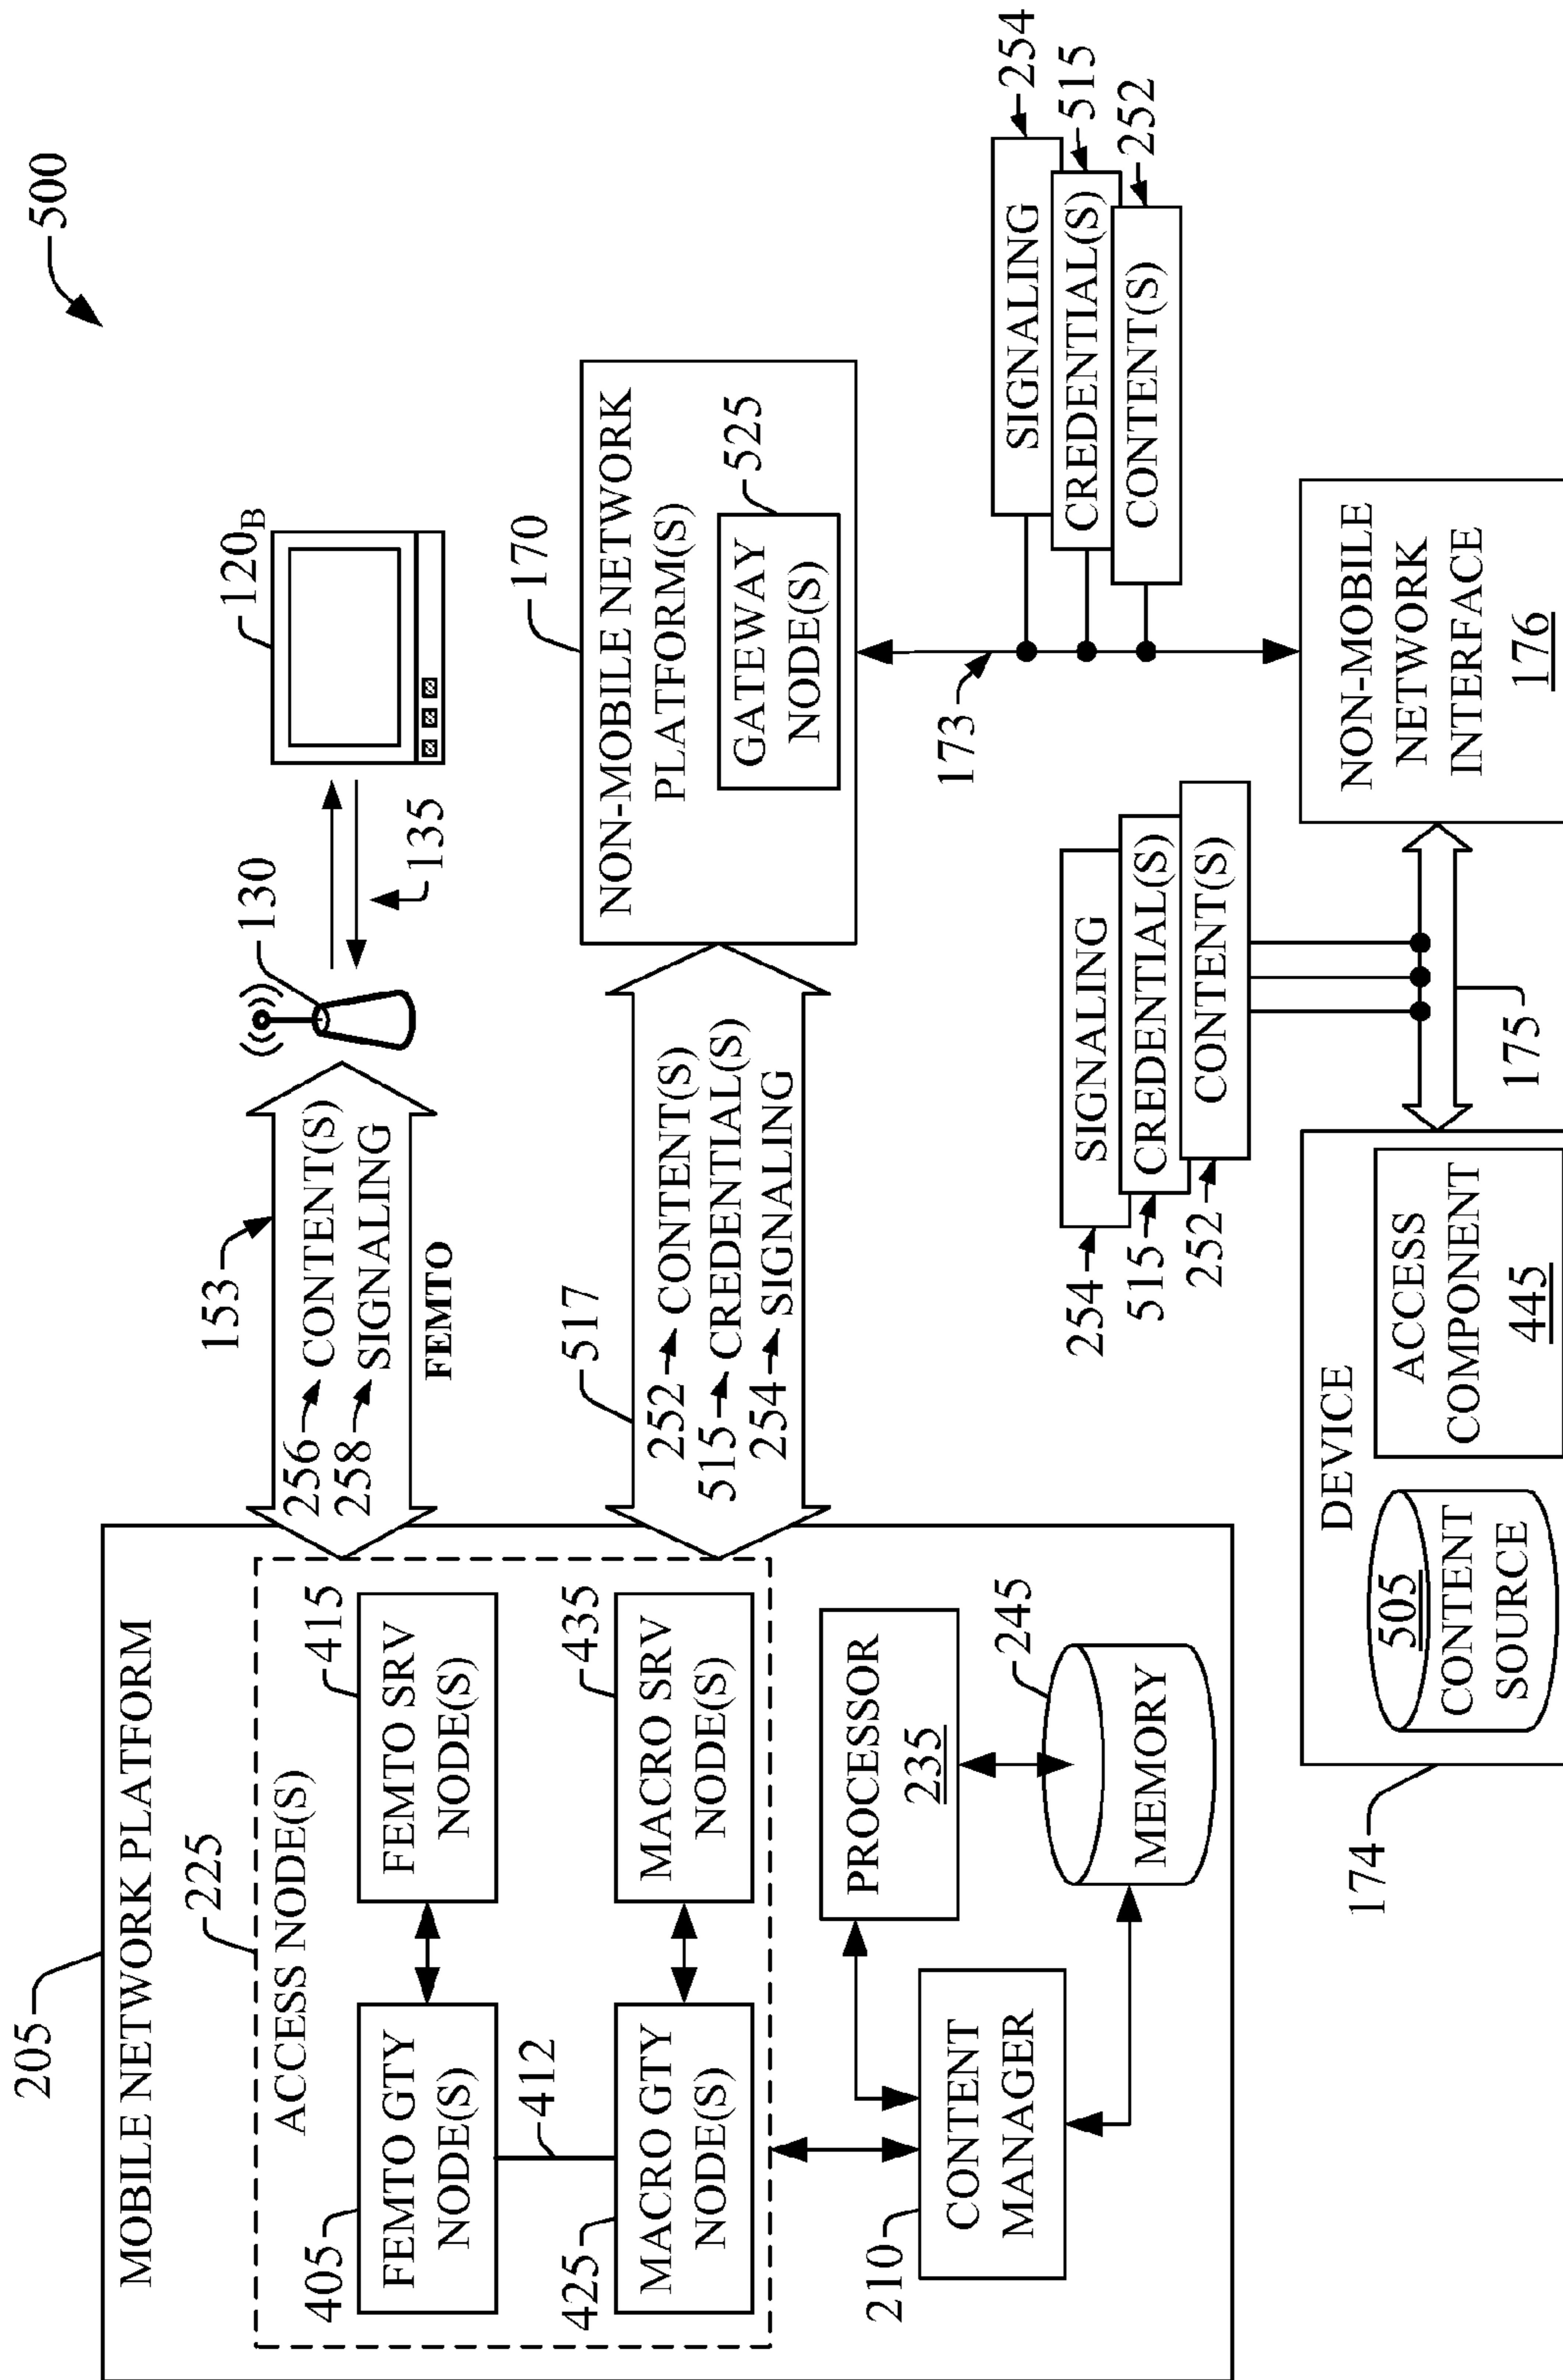 500
205
MOBILE NETWORK PLATFORM
225
ACCESS NODE(S)
405
FEMTO GTY
NODE(S)
415
FEMTO SRV
NODE(S)
412
425
MACRO GTY
NODE(S)
435
MACRO SRV
NODE(S)
210
CONTENT
MANAGER
PROCESSOR
235
245
MEMORY
153
256 CONTENT(S)
258 SIGNALING
FEMTO
130
135
120B
517
252 CONTENT(S)
515 CREDENTIAL(S)
254 SIGNALING
170
NON-MOBILE NETWORK
PLATFORM(S)
GATEWAY
NODE(S)
525
173
SIGNALING
254
CREDENTIAL(S)
515
CONTENT(S)
252
SIGNALING
CREDENTIAL(S)
CONTENT(S)
254
515
252
174
DEVICE
505
CONTENT
SOURCE
ACCESS
COMPONENT
445
175
NON-MOBILE
NETWORK
INTERFACE
176